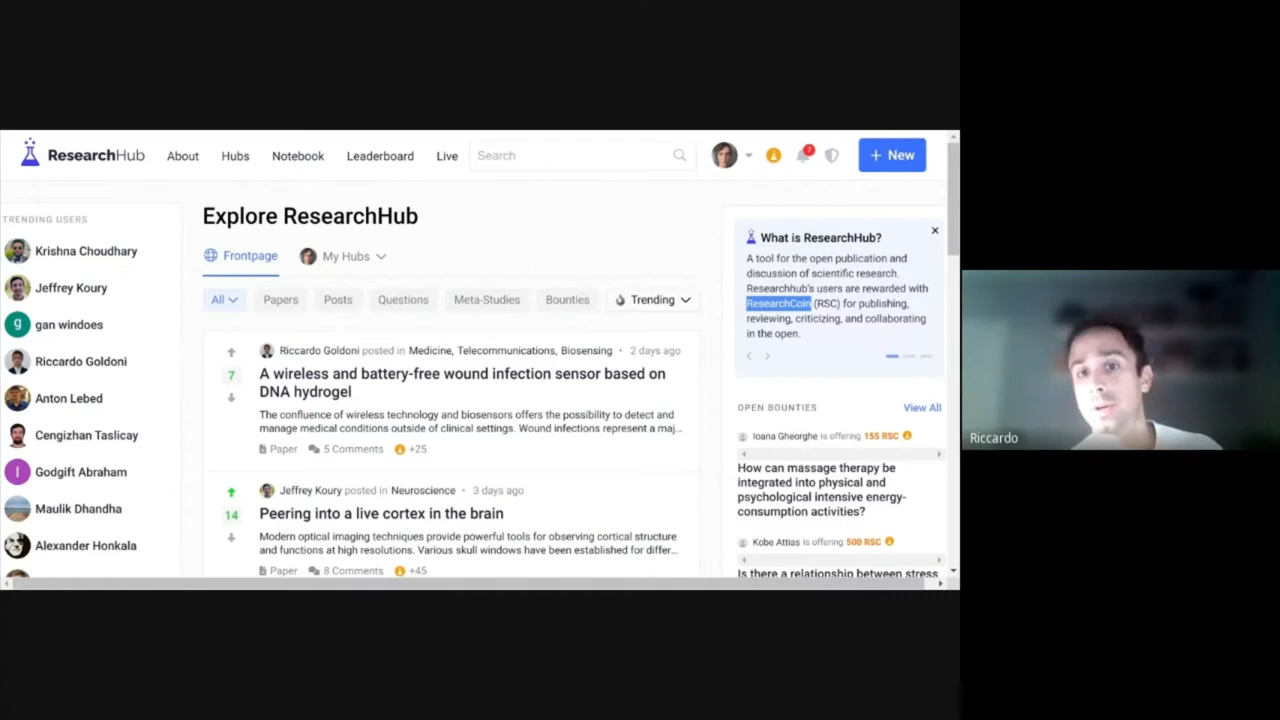 ResearchHub
About
Hubs
Notebook
Leaderboard
Live
Search
7
+ New
TRENDING USERS
Krishna Choudhary
Jeffrey Koury
g
gan windoes
Riccardo Goldoni
Anton Lebed
Cengizhan Taslicay
I
Godgift Abraham
Maulik Dhandha
Alexander Honkala
Explore ResearchHub
Frontpage
My Hubs
All
Papers
Posts
Questions
Meta-Studies
Bounties
Trending
Riccardo Goldoni posted in Medicine, Telecommunications, Biosensing • 2 days ago
7
A wireless and battery-free wound infection sensor based on
DNA hydrogel
The confluence of wireless technology and biosensors offers the possibility to detect and
manage medical conditions outside of clinical settings. Wound infections represent a maj...
Paper
5 Comments
+25
Jeffrey Koury posted in Neuroscience • 3 days ago
14
Peering into a live cortex in the brain
Modern optical imaging techniques provide powerful tools for observing cortical structure
and functions at high resolutions. Various skull windows have been established for differ...
Paper
8 Comments
+45
What is ResearchHub?
A tool for the open publication and
discussion of scientific research.
Researchhub's users are rewarded with
ResearchCoin (RSC) for publishing,
reviewing, criticizing, and collaborating
in the open.
OPEN BOUNTIES
View All
Ioana Gheorghe is offering 155 RSC
How can massage therapy be
integrated into physical and
psychological intensive energy-
consumption activities?
Kobe Attias is offering 500 RSC
Is there a relationship between stress
Riccardo